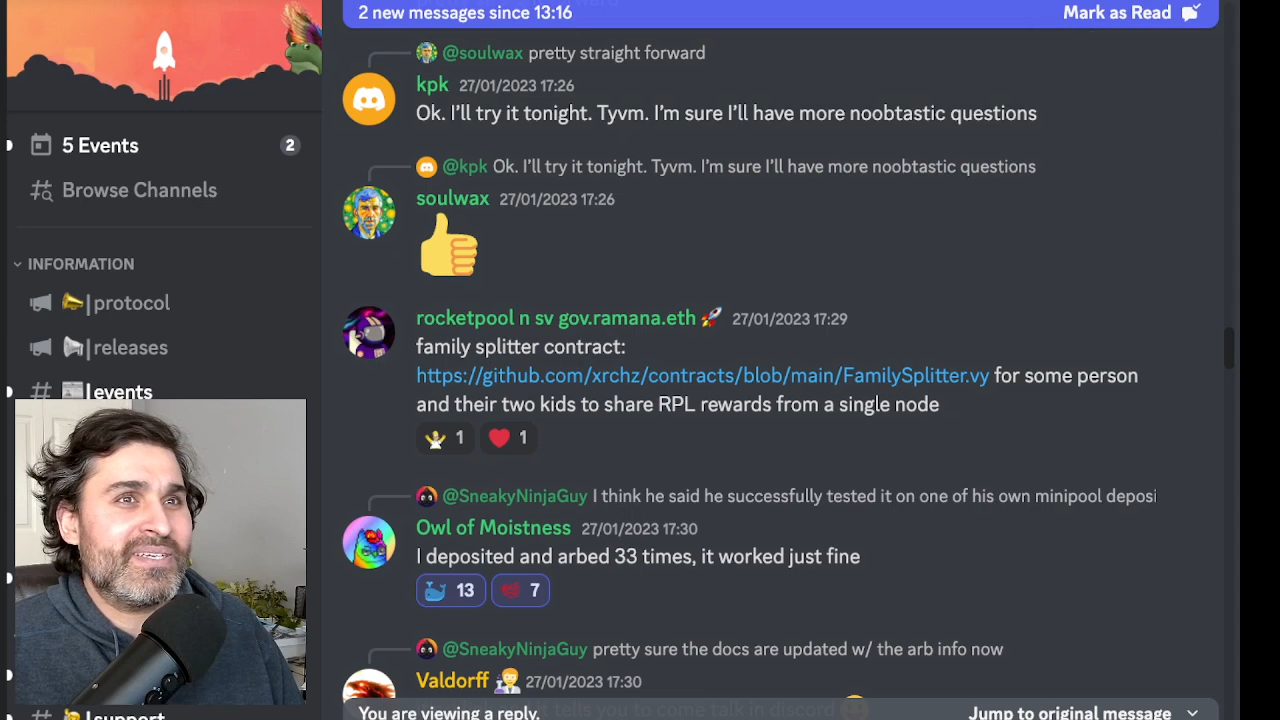 2 new messages since 13:16
Mark as Read
5 Events
2
Browse Channels
INFORMATION
protocol
releases
events
support
@soulwax pretty straight forward
kpk 27/01/2023 17:26
Ok. I'll try it tonight. Tyvm. I'm sure I'll have more noobtastic questions
@kpk Ok. I'll try it tonight. Tyvm. I'm sure I'll have more noobtastic questions
soulwax 27/01/2023 17:26
rocketpool n sv gov.ramana.eth 27/01/2023 17:29
family splitter contract:
https://github.com/xrchz/contracts/blob/main/FamilySplitter.vy for some person
and their two kids to share RPL rewards from a single node
1 1
@SneakyNinjaGuy I think he said he successfully tested it on one of his own minipool deposi
Owl of Moistness 27/01/2023 17:30
I deposited and arbed 33 times, it worked just fine
13 7
@SneakyNinjaGuy pretty sure the docs are updated w/ the arb info now
Valdorff 27/01/2023 17:30
tells you to come talk in discord
You are viewing a reply.
Jump to original message